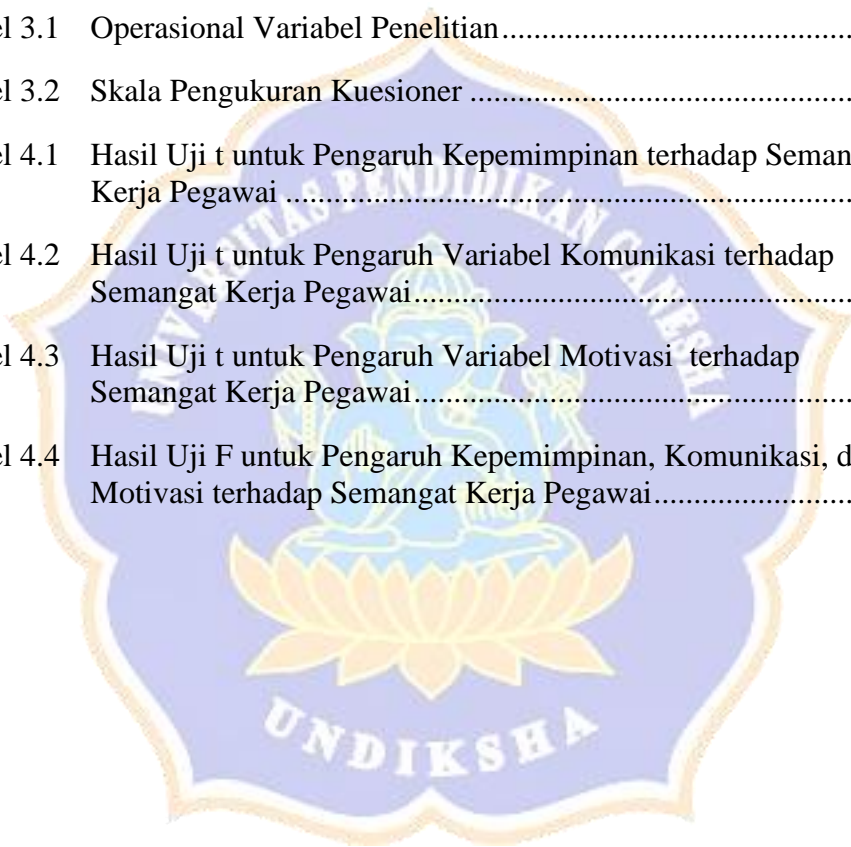 el 3.1 Operasional Variabel Penelitian...................................................
el 3.2 Skala Pengukuran Kuesioner .......................................................
el 4.1 Hasil Uji t untuk Pengaruh Kepemimpinan terhadap Seman
Kerja Pegawai ................................................................................
el 4.2 Hasil Uji t untuk Pengaruh Variabel Komunikasi terhadap
Semangat Kerja Pegawai..............................................................
el 4.3 Hasil Uji t untuk Pengaruh Variabel Motivasi terhadap
Semangat Kerja Pegawai..............................................................
el 4.4 Hasil Uji F untuk Pengaruh Kepemimpinan, Komunikasi, d
Motivasi terhadap Semangat Kerja Pegawai.............................
UNIVERSITAS PENDIDIKAN GANESHA
UNDIKSHA